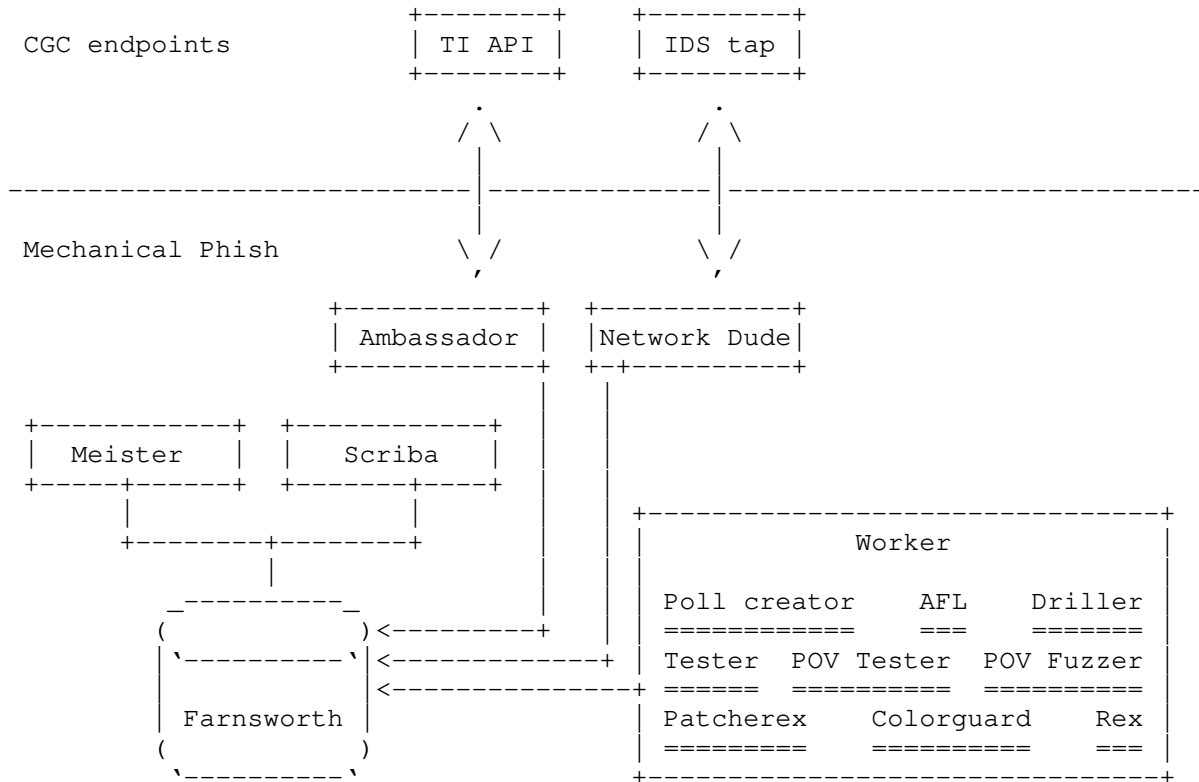 CGC endpoints | TI API | | IDS tap |
Mechanical Phish
| Ambassador | |Network Dude|
| Meister | | Scriba |
Worker
Poll creator AFL Driller
Tester POV Tester POV Fuzzer
Farnsworth
Patcherex Colorguard Rex